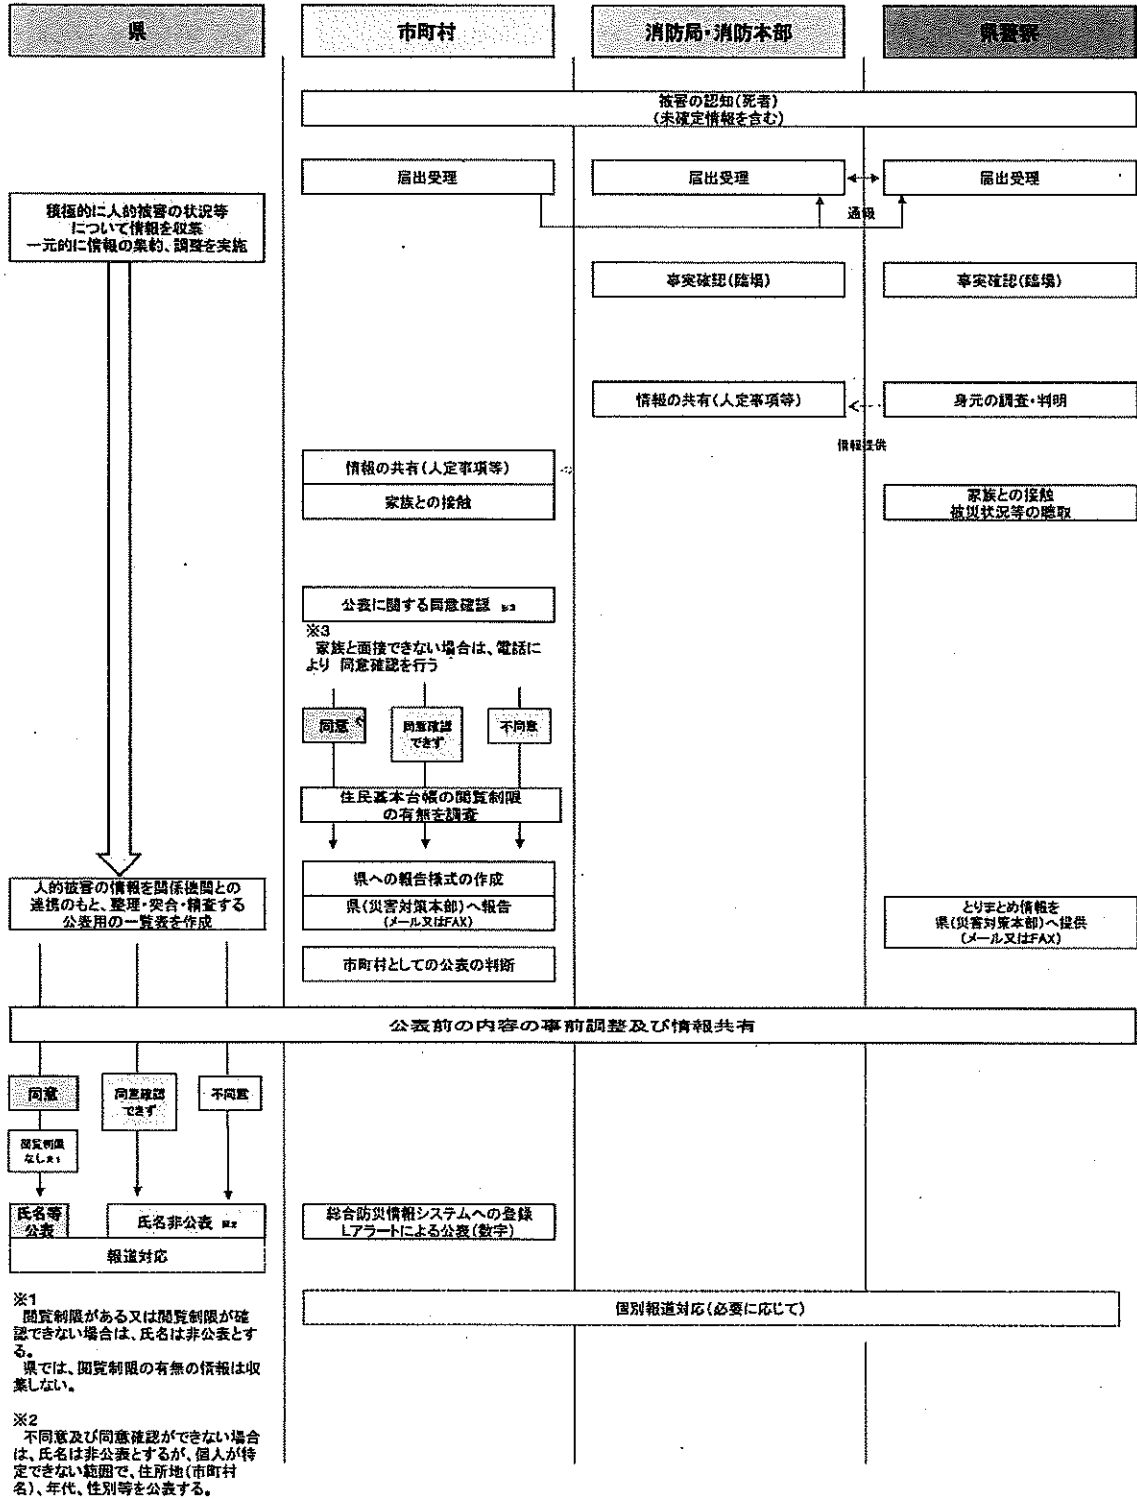 県
市町村
消防局・消防本部
県警察
被害の認知(死者)
(未確定情報を含む)
届出受理
届出受理
届出受理
通報
積極的に人的被害の状況等
について情報を収集
一元的に情報の集約、調整を実施
事実確認(臨場)
事実確認(臨場)
情報の共有(人定事項等)
身元の調査・判明
情報提供
情報の共有(人定事項等)
家族との接触
家族との接触
被災状況等の聴取
公表に関する同意確認 ※3
※3
家族と面接できない場合は、電話に
より 同意確認を行う
同意
同意確認
できず
不同意
住民基本台帳の閲覧制限
の有無を調査
県への報告様式の作成
県(災害対策本部)へ報告
(メール又はFAX)
人的被害の情報を関係機関との
連携のもと、整理・突合・精査する
公表用の一覧表を作成
とりまとめ情報を
県(災害対策本部)へ提供
(メール又はFAX)
市町村としての公表の判断
公表前の内容の事前調整及び情報共有
同意
同意確認
できず
不同意
閲覧制限
なし※1
氏名等
公表
氏名非公表 ※2
報道対応
総合防災情報システムへの登録
Lアラートによる公表(数字)
個別報道対応(必要に応じて)
※1
閲覧制限がある又は閲覧制限が確
認できない場合は、氏名は非公表とす
る。
県では、閲覧制限の有無の情報は収
集しない。
※2
不同意及び同意確認ができない場合
は、氏名は非公表とするが、個人が特
定できない範囲で、住所地(市町村
名)、年代、性別等を公表する。